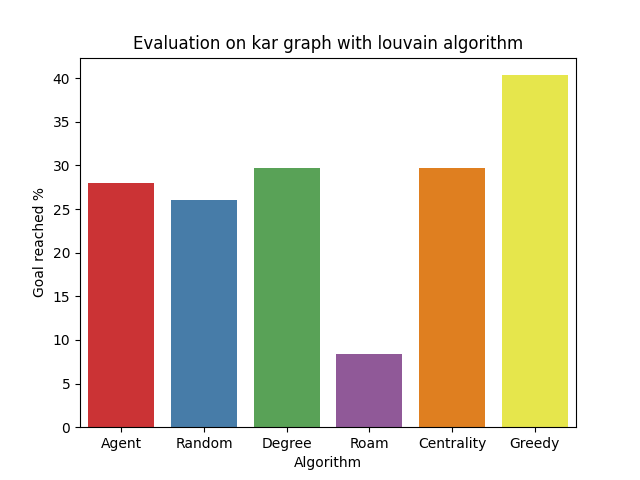 Evaluation on kar graph with louvain algorithm
Goal reached %
40
35
30
25
20
15
10
5
0
Agent Random Degree Roam Centrality Greedy
Algorithm